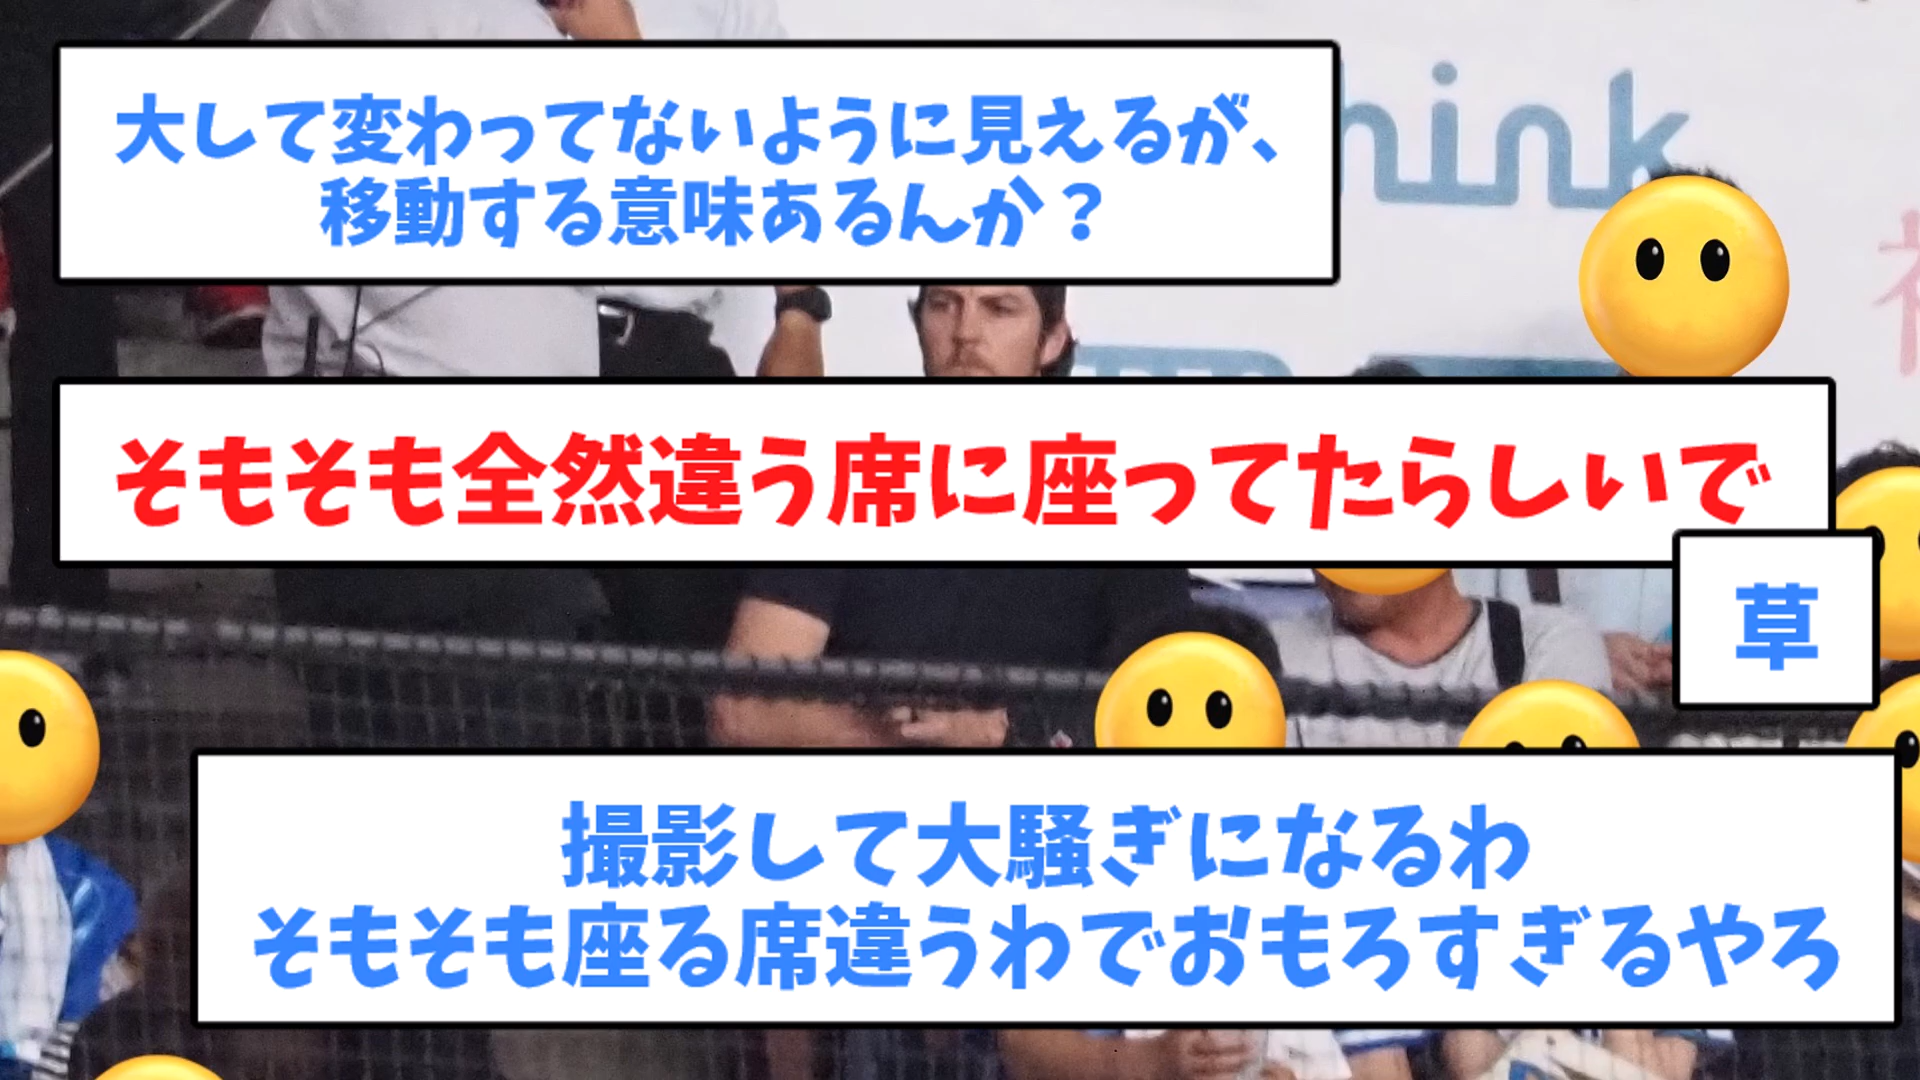 大して変わってないように見えるが、
移動する意味あるんか？
hink
そもそも全然違う席に座ってたらしいで
草
撮影して大騒ぎになるわ
そもそも座る席違うわでおもろすぎるやろ